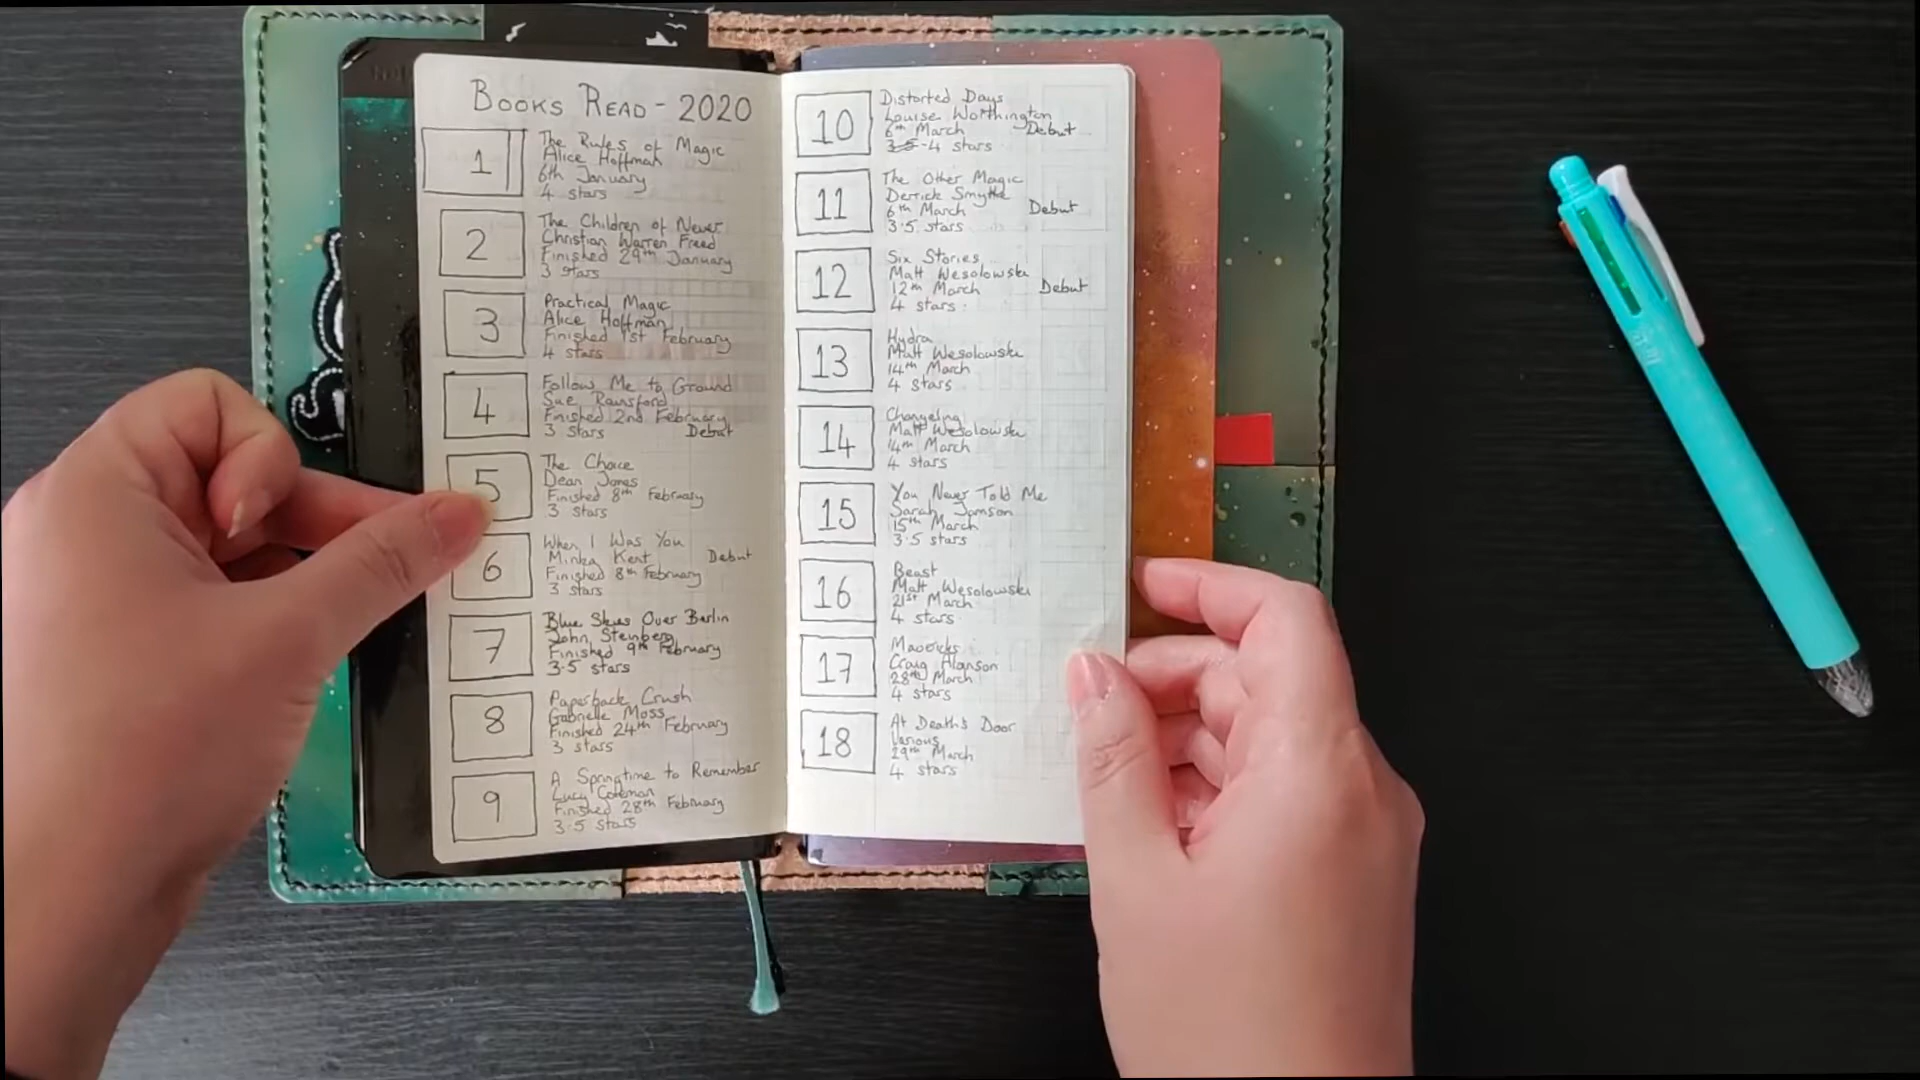 BOOKS READ - 2020
1
The Rules of Magic
Alice Hoffman
6th January
4 stars
2
The Children of Never
Christian Warren Freed
Finished 29th January
3 stars
3
Practical Magic
Alice Hoffman
Finished 1st February
4 stars
4
Follow Me to Ground
Sue Rainsford
Finished 2nd February
3 stars Debut
5
The Choice
Dean Jones
Finished 8th February
3 stars
6
When I Was You
Minka Kent Debut
Finished 8th February
3 stars
7
Blue Skies Over Berlin
John Steinberg
Finished 9th February
3.5 stars
8
Paperback Crush
Gabrielle Moss
Finished 24th February
3 stars
9
A Springtime to Remember
Lucy Coleman
Finished 28th February
3.5 stars
10
Distorted Days
Louise Worthington
6th March Debut
3.5-4 stars
11
The Other Magic
Derrick Smythe
6th March Debut
3.5 stars
12
Six Stories
Matt Wesolowski
12th March Debut
4 stars
13
Hydra
Matt Wesolowski
14th March
4 stars
14
Changeling
Matt Wesolowski
14th March
4 stars
15
You Never Told Me
Sarah Jamson
15th March
3.5 stars
16
Beast
Matt Wesolowski
21st March
4 stars
17
Mavericks
Craig Alanson
28th March
4 stars
18
At Death's Door
Various
29th March
4 stars